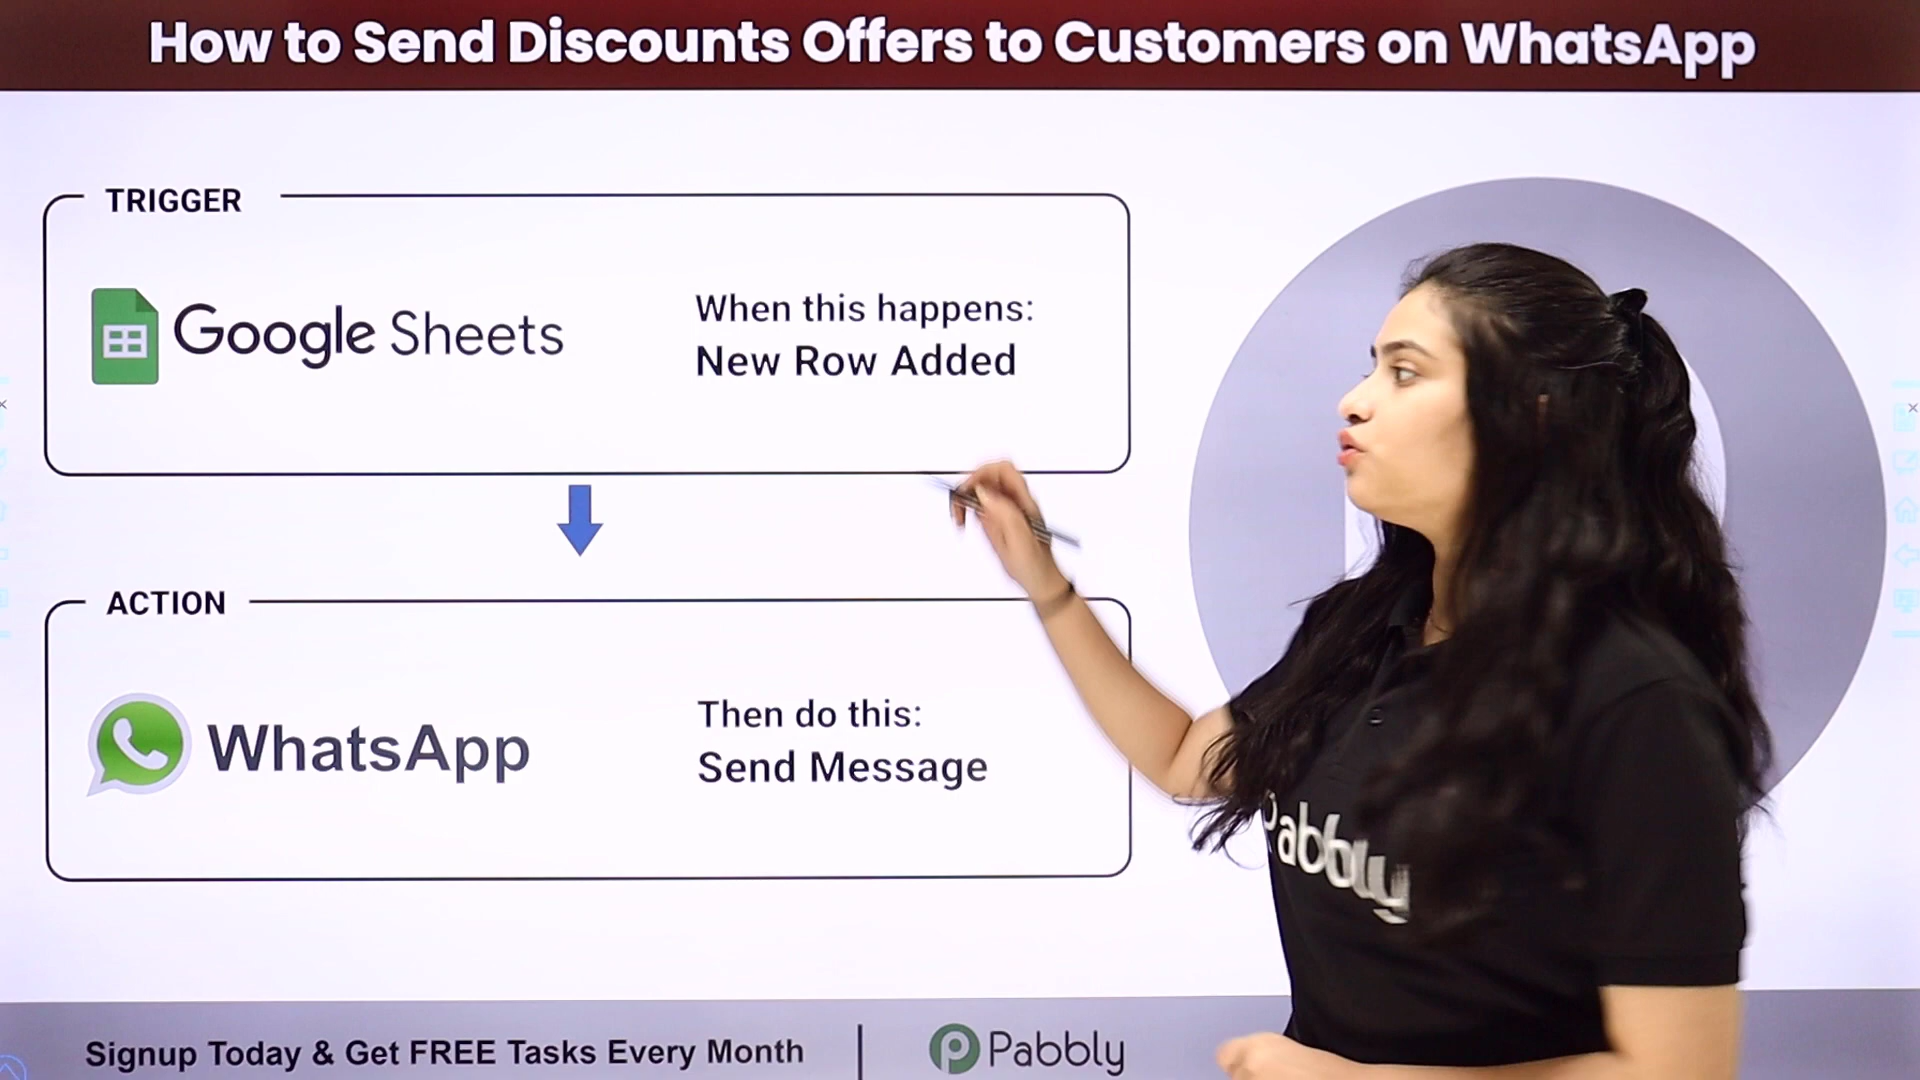 How to Send Discounts Offers to Customers on WhatsApp
TRIGGER
Google Sheets
When this happens:
New Row Added
ACTION
WhatsApp
Then do this:
Send Message
Pabbly
Signup Today & Get FREE Tasks Every Month
Pabbly